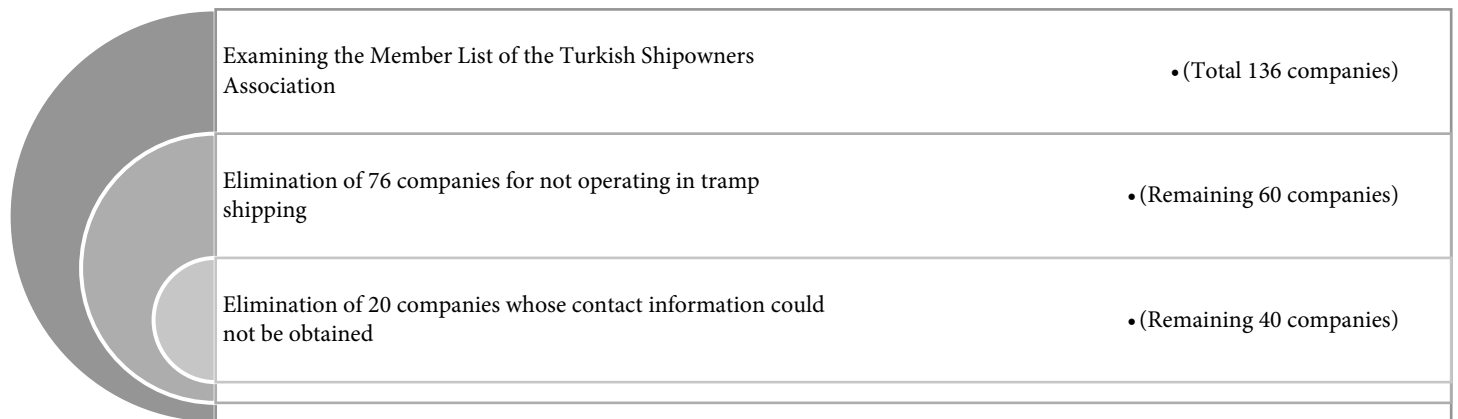 Examining the Member List of the Turkish Shipowners
Association
• (Total 136 companies)
Elimination of 76 companies for not operating in tramp
shipping
• (Remaining 60 companies)
Elimination of 20 companies whose contact information could
not be obtained
• (Remaining 40 companies)